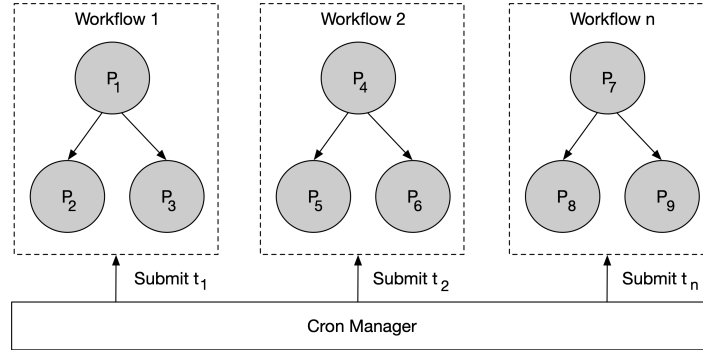 Workflow 1
Workflow 2
Workflow n
P1
P4
P7
P2
P3
P5
P6
P8
P9
Submit t1
Submit t2
Submit tn
Cron Manager